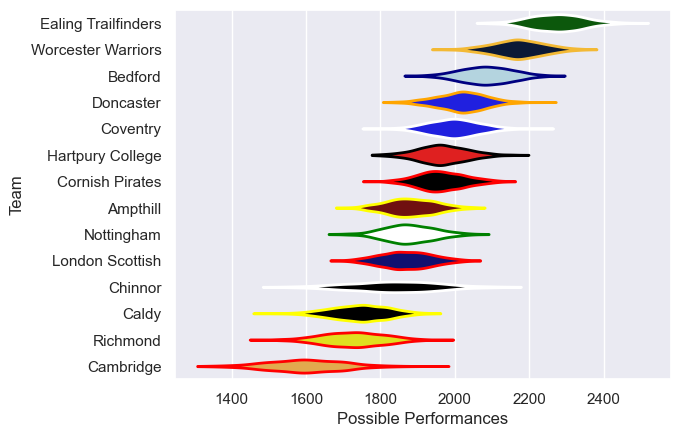 Ealing Trailfinders
Worcester Warriors
Bedford
Doncaster
Coventry
Hartpury College
Cornish Pirates
Ampthill
Nottingham
London Scottish
Chinnor
Caldy
Richmond
Cambridge
Team
1400 1600 1800 2000 2200 2400
Possible Performances